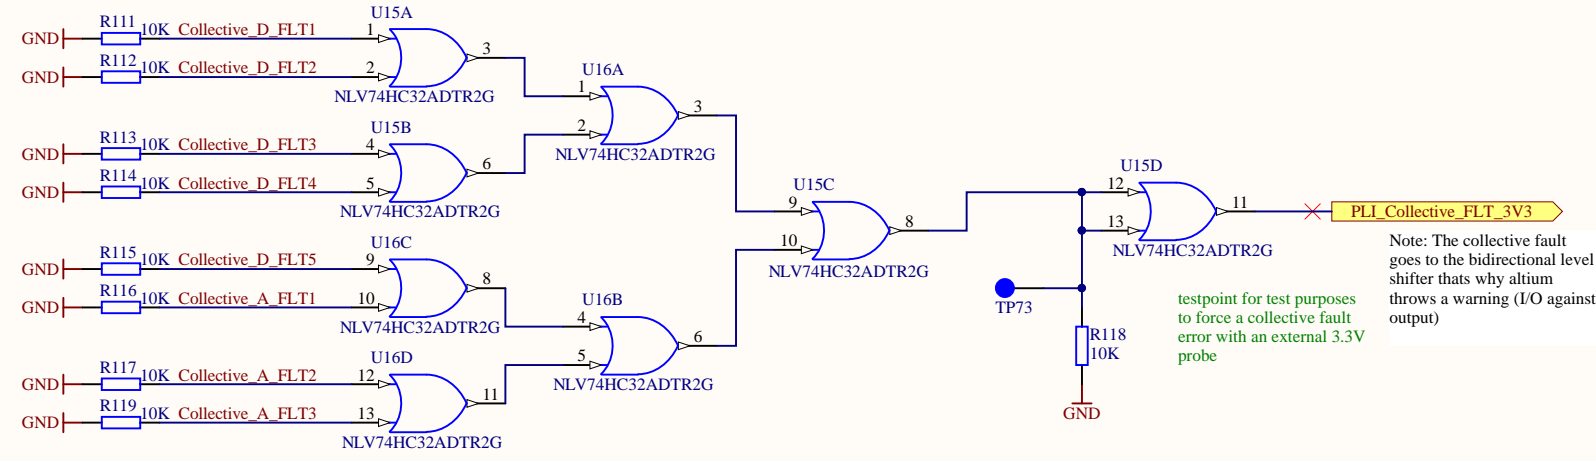 U15A
R111
GND
10K
Collective_D_FLT1
1
3
R112
GND
10K
Collective_D_FLT2
2
NLV74HC32ADTR2G
U16A
1
3
2
NLV74HC32ADTR2G
U15B
R113
GND
10K
Collective_D_FLT3
4
6
R114
GND
10K
Collective_D_FLT4
5
NLV74HC32ADTR2G
U15C
9
8
10
NLV74HC32ADTR2G
U15D
12
11
13
NLV74HC32ADTR2G
PLI_Collective_FLT_3V3
Note: The collective fault
goes to the bidirectional level
shifter thats why altium
throws a warning (I/O against
output)
U16C
R115
GND
10K
Collective_D_FLT5
9
8
R116
GND
10K
Collective_A_FLT1
10
NLV74HC32ADTR2G
U16B
4
6
5
NLV74HC32ADTR2G
TP73
testpoint for test purposes
to force a collective fault
error with an external 3.3V
probe
R118
10K
GND
U16D
R117
GND
10K
Collective_A_FLT2
12
11
R119
GND
10K
Collective_A_FLT3
13
NLV74HC32ADTR2G